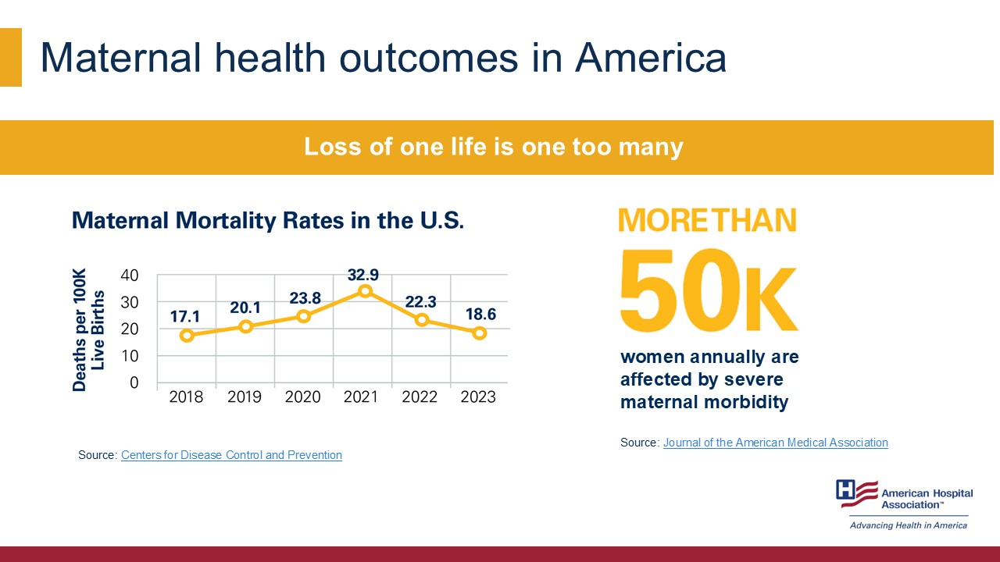 Maternal health outcomes in America
Loss of one life is one too many
Maternal Mortality Rates in the U.S.
Deaths per 100K
Live Births
40
30
20
10
0
17.1
20.1
23.8
32.9
22.3
18.6
2018 2019 2020 2021 2022 2023
Source: Centers for Disease Control and Prevention
MORE THAN
50K
women annually are
affected by severe
maternal morbidity
Source: Journal of the American Medical Association
H
American Hospital
Association™
Advancing Health in America